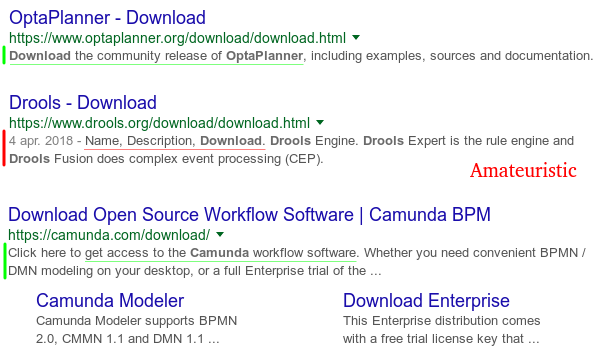 OptaPlanner - Download
https://www.optaplanner.org/download/download.html
Download the community release of OptaPlanner, including examples, sources and documentation.
Drools - Download
https://www.drools.org/download/download.html
4 apr. 2018 - Name, Description, Download. Drools Engine. Drools Expert is the rule engine and
Drools Fusion does complex event processing (CEP).
Amateuristic
Download Open Source Workflow Software | Camunda BPM
https://camunda.com/download/
Click here to get access to the Camunda workflow software. Whether you need convenient BPMN /
DMN modeling on your desktop, or a full Enterprise trial of the ...
Camunda Modeler
Camunda Modeler supports BPMN
2.0, CMMN 1.1 and DMN 1.1 ...
Download Enterprise
This Enterprise distribution comes
with a free trial license key that ...